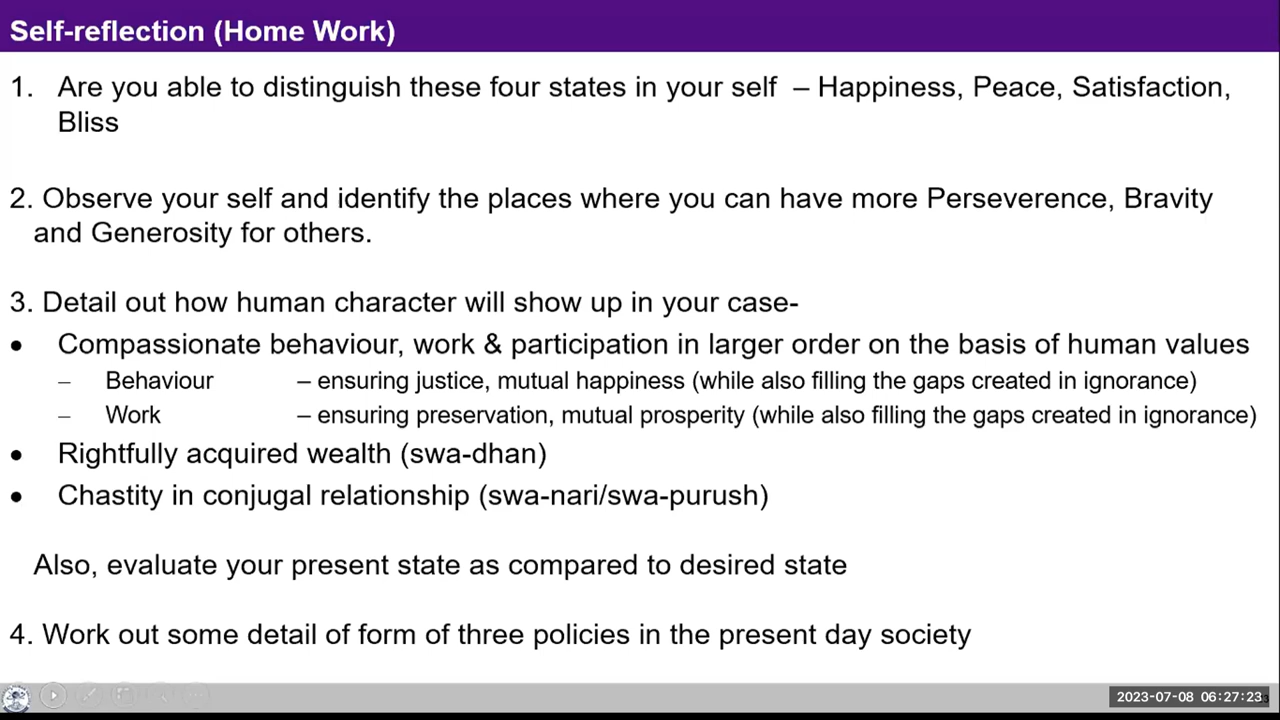 Self-reflection (Home Work)
1. Are you able to distinguish these four states in your self – Happiness, Peace, Satisfaction,
Bliss
2. Observe your self and identify the places where you can have more Perseverence, Bravity
and Generosity for others.
3. Detail out how human character will show up in your case-
• Compassionate behaviour, work & participation in larger order on the basis of human values
– Behaviour – ensuring justice, mutual happiness (while also filling the gaps created in ignorance)
– Work – ensuring preservation, mutual prosperity (while also filling the gaps created in ignorance)
• Rightfully acquired wealth (swa-dhan)
• Chastity in conjugal relationship (swa-nari/swa-purush)
Also, evaluate your present state as compared to desired state
4. Work out some detail of form of three policies in the present day society
2023-07-08 06:27:23